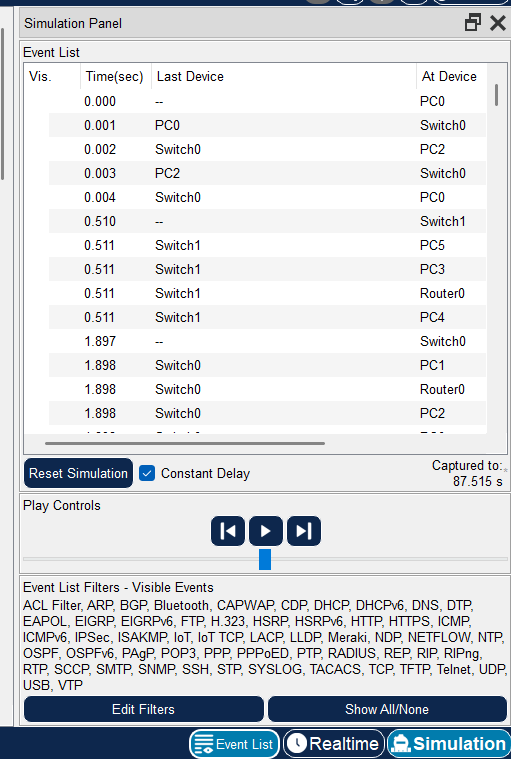 Simulation Panel
Event List
Vis. Time(sec) Last Device At Device
0.000 -- PC0
0.001 PC0 Switch0
0.002 Switch0 PC2
0.003 PC2 Switch0
0.004 Switch0 PC0
0.510 -- Switch1
0.511 Switch1 PC5
0.511 Switch1 PC3
0.511 Switch1 Router0
0.511 Switch1 PC4
1.897 -- Switch0
1.898 Switch0 PC1
1.898 Switch0 Router0
1.898 Switch0 PC2
Reset Simulation Constant Delay Captured to:*
87.515 s
Play Controls
Event List Filters - Visible Events
ACL Filter, ARP, BGP, Bluetooth, CAPWAP, CDP, DHCP, DHCPv6, DNS, DTP,
EAPOL, EIGRP, EIGRPv6, FTP, H.323, HSRP, HSRPv6, HTTP, HTTPS, ICMP,
ICMPv6, IPSec, ISAKMP, IoT, IoT TCP, LACP, LLDP, Meraki, NDP, NETFLOW, NTP,
OSPF, OSPFv6, PAgP, POP3, PPP, PPPoED, PTP, RADIUS, REP, RIP, RIPng,
RTP, SCCP, SMTP, SNMP, SSH, STP, SYSLOG, TACACS, TCP, TFTP, Telnet, UDP,
USB, VTP
Edit Filters Show All/None
Event List Realtime Simulation